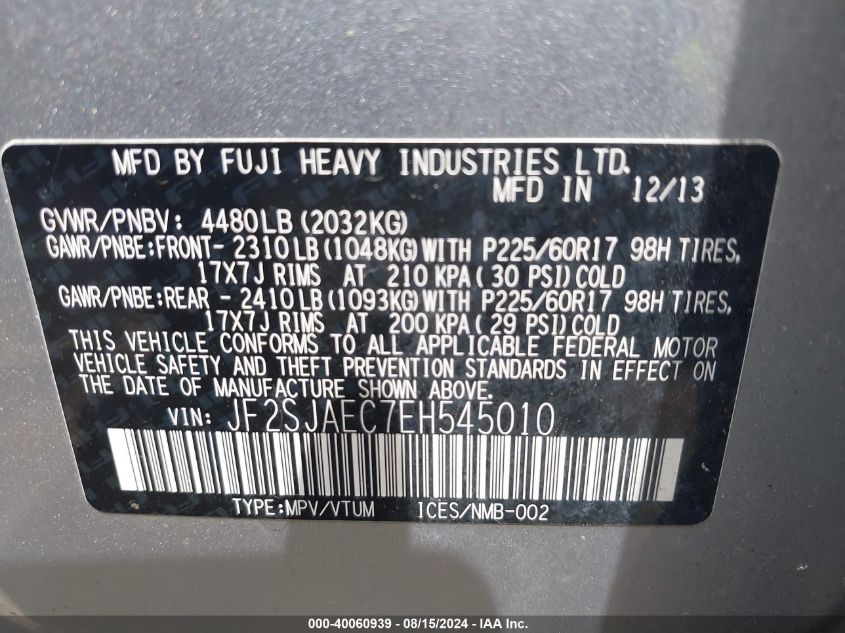 MFD BY FUJI HEAVY INDUSTRIES LTD.
MFD IN 12/13
GVWR/PNBV: 4480LB (2032KG)
GAWR/PNBE:FRONT- 2310LB (1048KG) WITH P225/60R17 98H TIRES,
17X7J RIMS AT 210 KPA ( 30 PSI) COLD
GAWR/PNBE:REAR - 2410LB (1093KG) WITH P225/60R17 98H TIRES,
17X7J RIMS AT 200 KPA ( 29 PSI) COLD
THIS VEHICLE CONFORMS TO ALL APPLICABLE FEDERAL MOTOR
VEHICLE SAFETY AND THEFT PREVENTION STANDARDS IN EFFECT ON
THE DATE OF MANUFACTURE SHOWN ABOVE.
VIN: JF2SJAEC7EH545010
TYPE:MPV/VTUM ICES/NMB-002
000-40060939 - 08/15/2024 - IAA Inc.